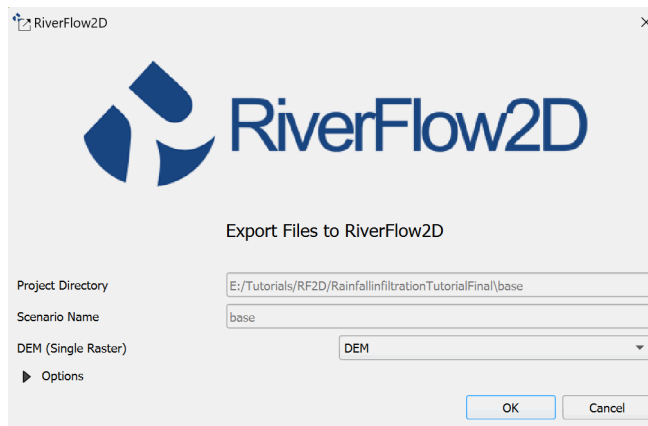 RiverFlow2D
RiverFlow2D
Export Files to RiverFlow2D
Project Directory
E:/Tutorials/RF2D/RainfallinfiltrationTutorialFinal\base
Scenario Name
base
DEM (Single Raster)
DEM
Options
OK
Cancel